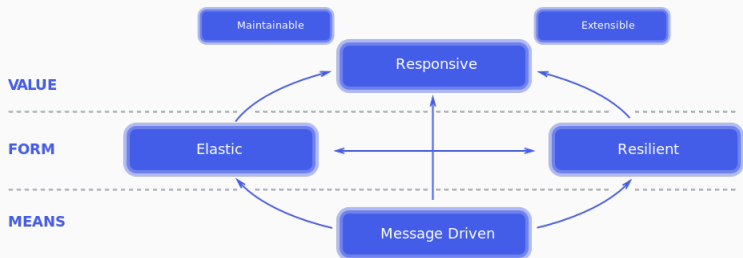 Maintainable
Extensible
Responsive
VALUE
FORM
Elastic
Resilient
MEANS
Message Driven